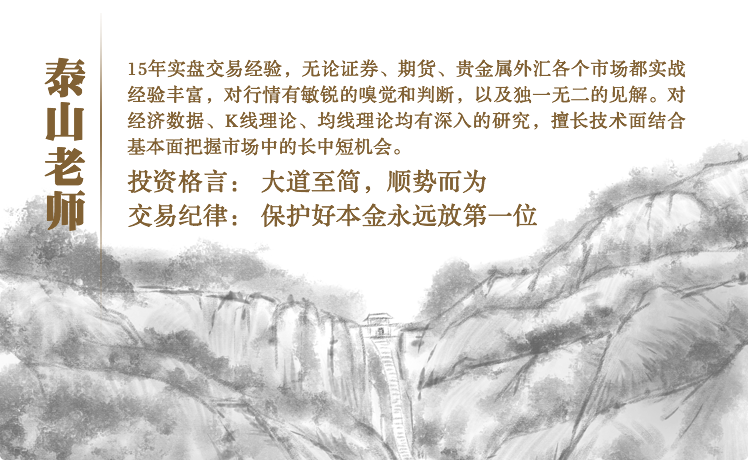 泰山老师
15年实盘交易经验，无论证券、期货、贵金属外汇各个市场都实战
经验丰富，对行情有敏锐的嗅觉和判断，以及独一无二的见解。对
经济数据、K线理论、均线理论均有深入的研究，擅长技术面结合
基本面把握市场中的长中短机会。
投资格言： 大道至简，顺势而为
交易纪律： 保护好本金永远放第一位